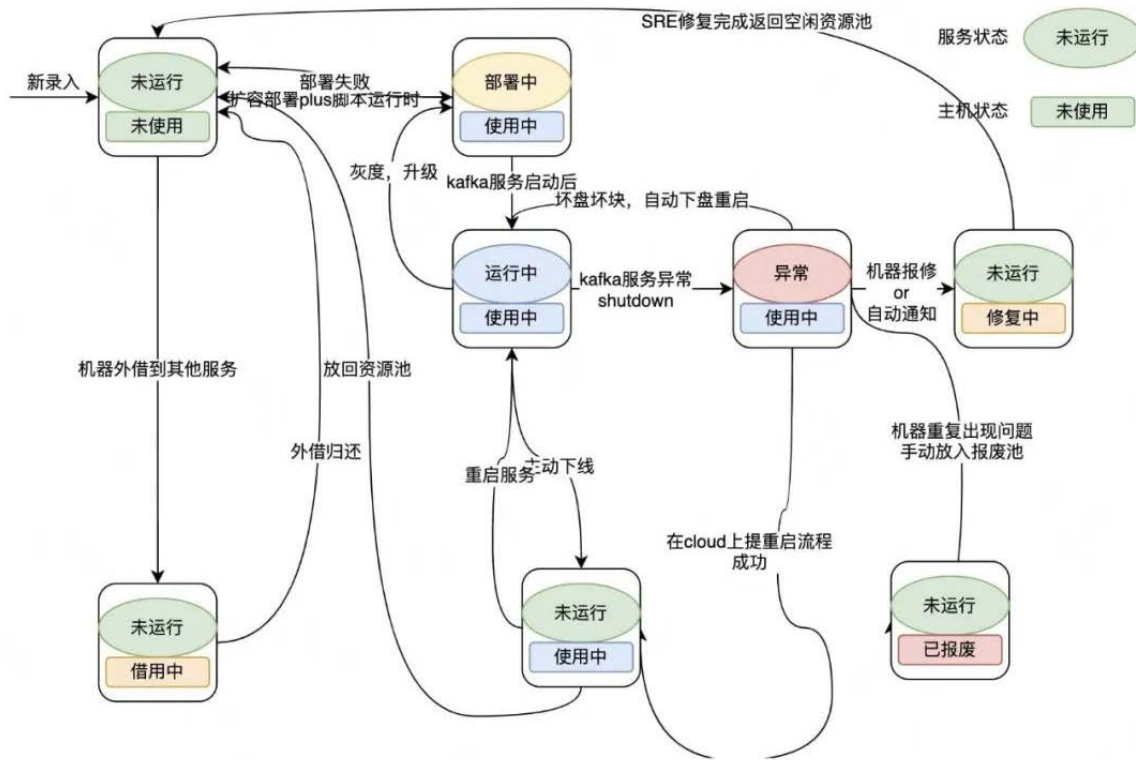 SRE修复完成返回空闲资源池
服务状态
未运行
主机状态
未使用
新录入
未运行
未使用
部署失败
扩容部署plus脚本运行时
部署中
使用中
灰度，升级
kafka服务启动后
坏盘坏块，自动下盘重启
运行中
使用中
kafka服务异常
shutdown
异常
使用中
机器报修
or
自动通知
未运行
修复中
机器外借到其他服务
放回资源池
外借归还
重启服务
主动下线
机器重复出现问题
手动放入报废池
在cloud上提重启流程
成功
未运行
借用中
未运行
使用中
未运行
已报废